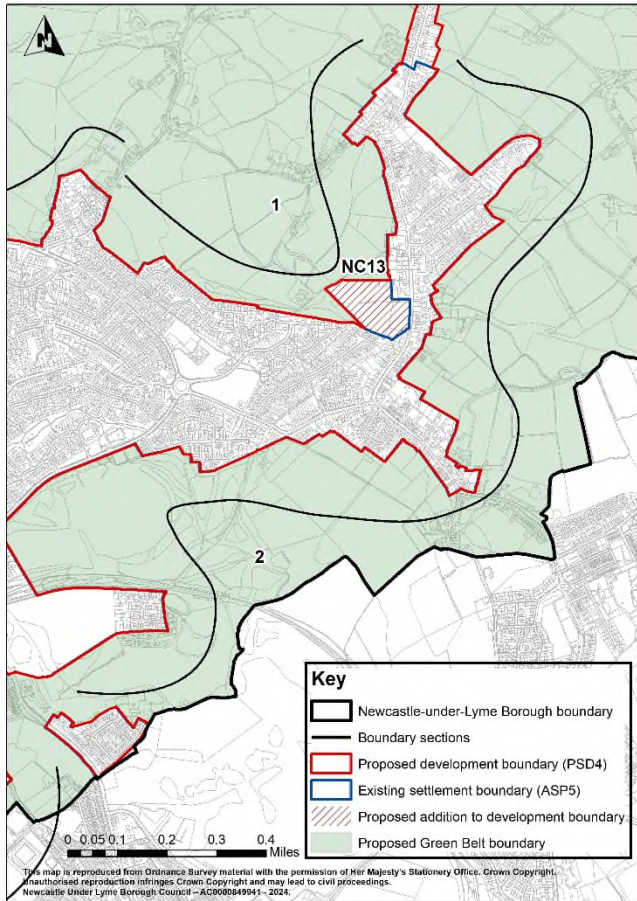 N
1
NC13
2
Key
Newcastle-under-Lyme Borough boundary
Boundary sections
Proposed development boundary (PSD4)
Existing settlement boundary (ASP5)
Proposed addition to development boundary
Proposed Green Belt boundary
0 0.05 0.1 0.2 0.3 0.4
Miles
This map is reproduced from Ordnance Survey material with the permission of Her Majesty's Stationery Office. Crown Copyright.
Unauthorised reproduction infringes Crown Copyright and may lead to civil proceedings.
Newcastle Under Lyme Borough Council – AC0000849941 - 2024,